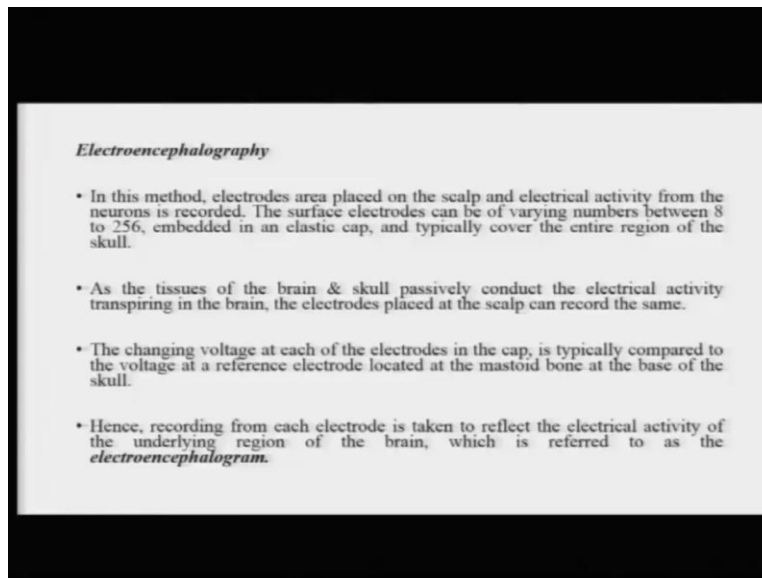 Electroencephalography
• In this method, electrodes area placed on the scalp and electrical activity from the
neurons is recorded. The surface electrodes can be of varying numbers between 8
to 256, embedded in an elastic cap, and typically cover the entire region of the
skull.
• As the tissues of the brain & skull passively conduct the electrical activity
transpiring in the brain, the electrodes placed at the scalp can record the same.
• The changing voltage at each of the electrodes in the cap, is typically compared to
the voltage at a reference electrode located at the mastoid bone at the base of the
skull.
• Hence, recording from each electrode is taken to reflect the electrical activity of
the underlying region of the brain, which is referred to as the
electroencephalogram.